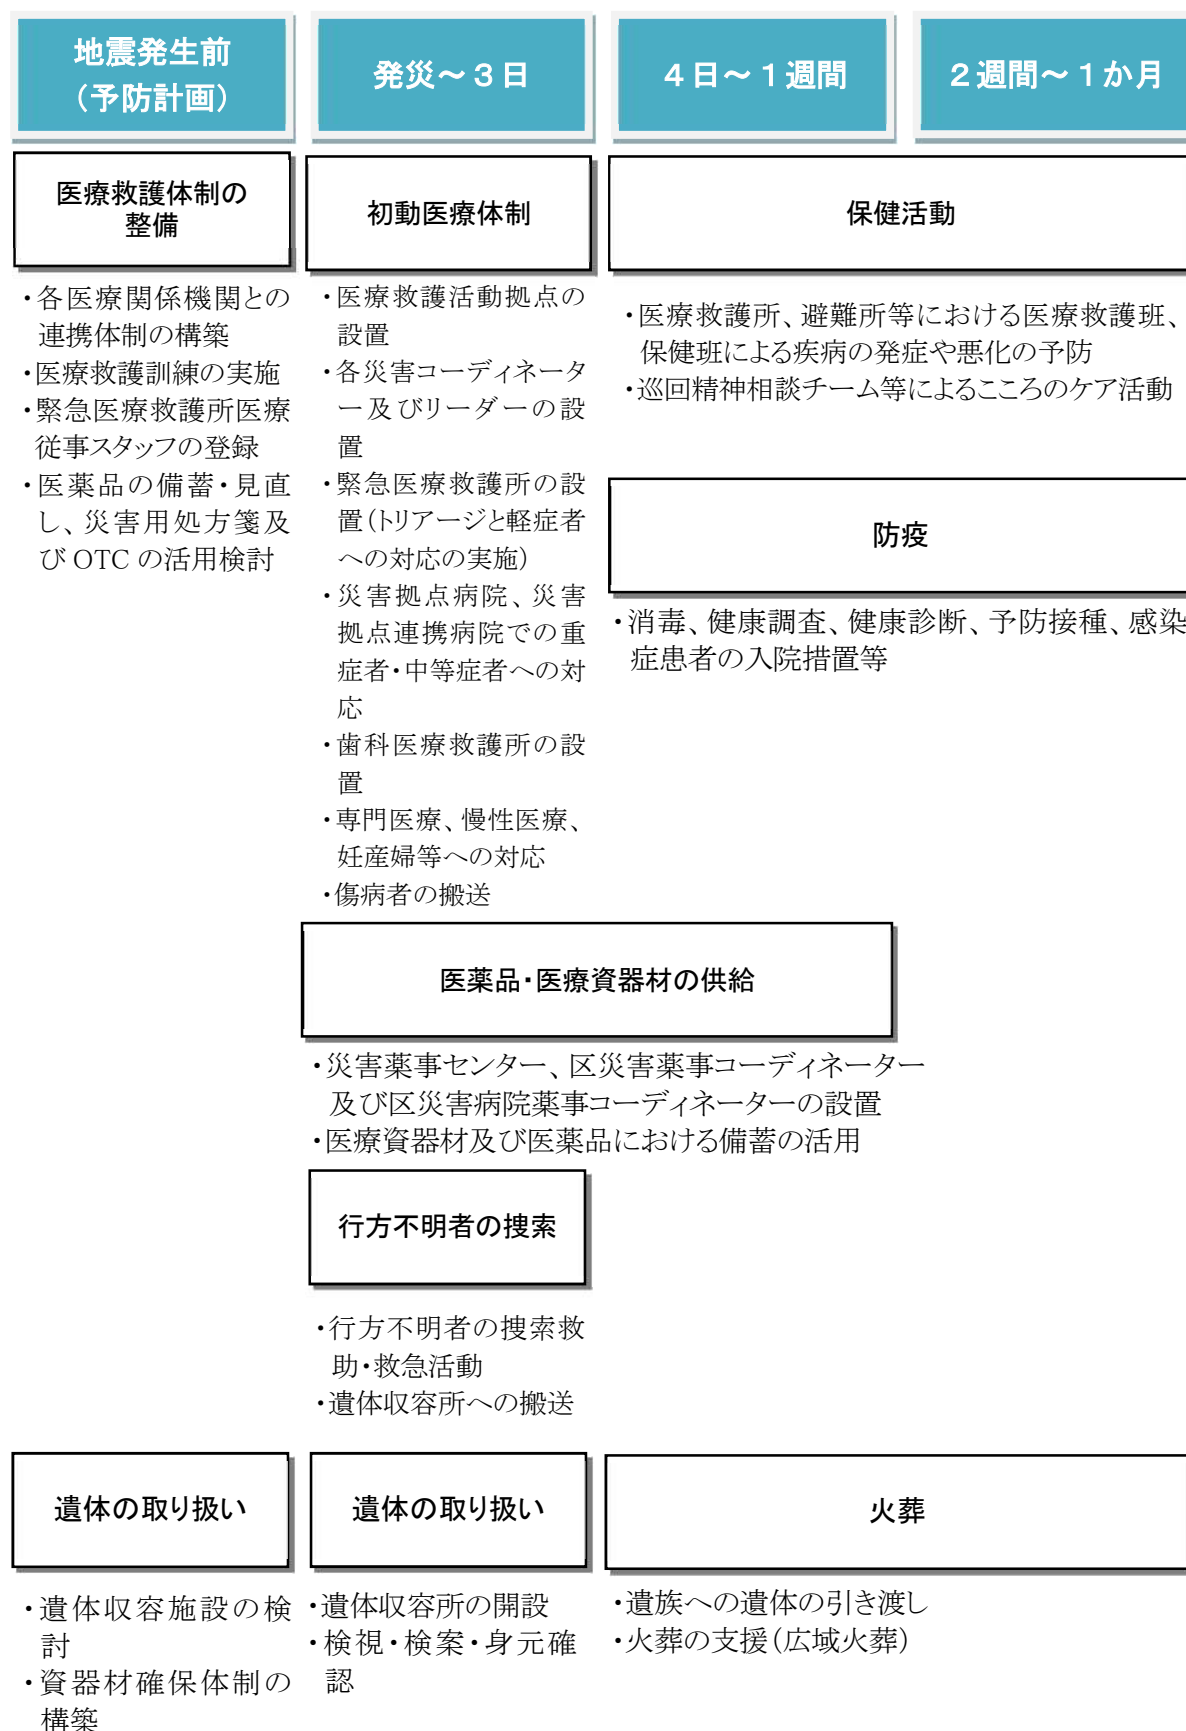 地震発生前
（予防計画）
発災～３日
４日～１週間
２週間～１か月
医療救護体制の
整備
・各医療関係機関との
連携体制の構築
・医療救護訓練の実施
・緊急医療救護所医療
従事スタッフの登録
・医薬品の備蓄・見直
し、災害用処方箋及
び OTC の活用検討
初動医療体制
・医療救護活動拠点の
設置
・各災害コーディネータ
ー及びリーダーの設
置
・緊急医療救護所の設
置（トリアージと軽症者
への対応の実施）
・災害拠点病院、災害
拠点連携病院での重
症者・中等症者への対
応
・歯科医療救護所の設
置
・専門医療、慢性医療、
妊産婦等への対応
・傷病者の搬送
保健活動
・医療救護所、避難所等における医療救護班、
保健班による疾病の発症や悪化の予防
・巡回精神相談チーム等によるこころのケア活動
防疫
・消毒、健康調査、健康診断、予防接種、感染
症患者の入院措置等
医薬品・医療資器材の供給
・災害薬事センター、区災害薬事コーディネーター
及び区災害病院薬事コーディネーターの設置
・医療資器材及び医薬品における備蓄の活用
行方不明者の捜索
・行方不明者の捜索救
助・救急活動
・遺体収容所への搬送
遺体の取り扱い
・遺体収容施設の検
討
・資器材確保体制の
構築
遺体の取り扱い
・遺体収容所の開設
・検視・検案・身元確
認
火葬
・遺族への遺体の引き渡し
・火葬の支援（広域火葬）